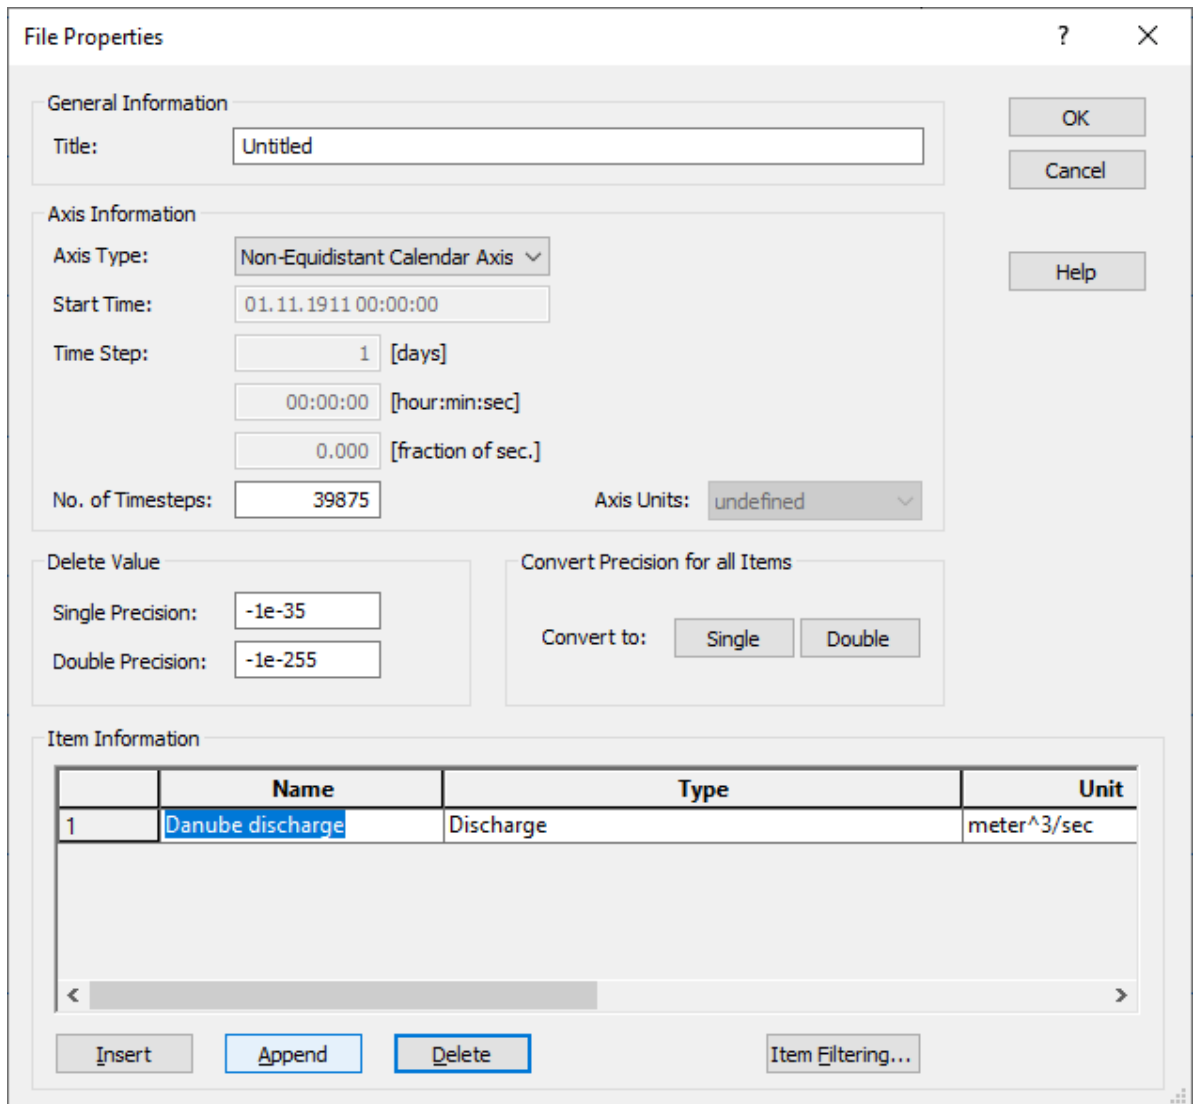 File Properties ?
General Information
Title: Untitled
OK
Cancel
Axis Information
Axis Type: Non-Equidistant Calendar Axis
Help
Start Time: 01.11.1911 00:00:00
Time Step: 1 [days]
00:00:00 [hour:min:sec]
0.000 [fraction of sec.]
No. of Timesteps: 39875 Axis Units: undefined
Delete Value
Single Precision: -1e-35
Double Precision: -1e-255
Convert Precision for all Items
Convert to: Single Double
Item Information
Name Type Unit
1 Danube discharge Discharge meter^3/sec
Insert Append Delete Item Filtering...